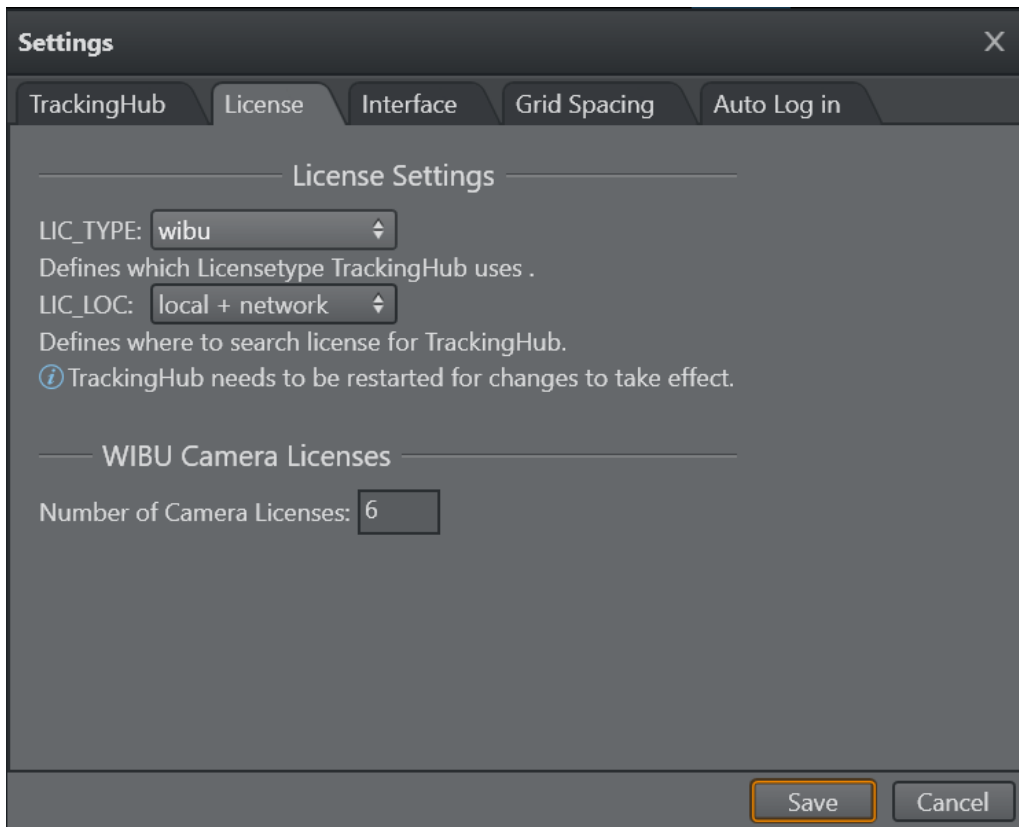 Settings
X
TrackingHub License Interface Grid Spacing Auto Log in
License Settings
LIC_TYPE: wibu
Defines which Licensetype TrackingHub uses .
LIC_LOC: local + network
Defines where to search license for TrackingHub.
i TrackingHub needs to be restarted for changes to take effect.
WIBU Camera Licenses
Number of Camera Licenses: 6
Save Cancel